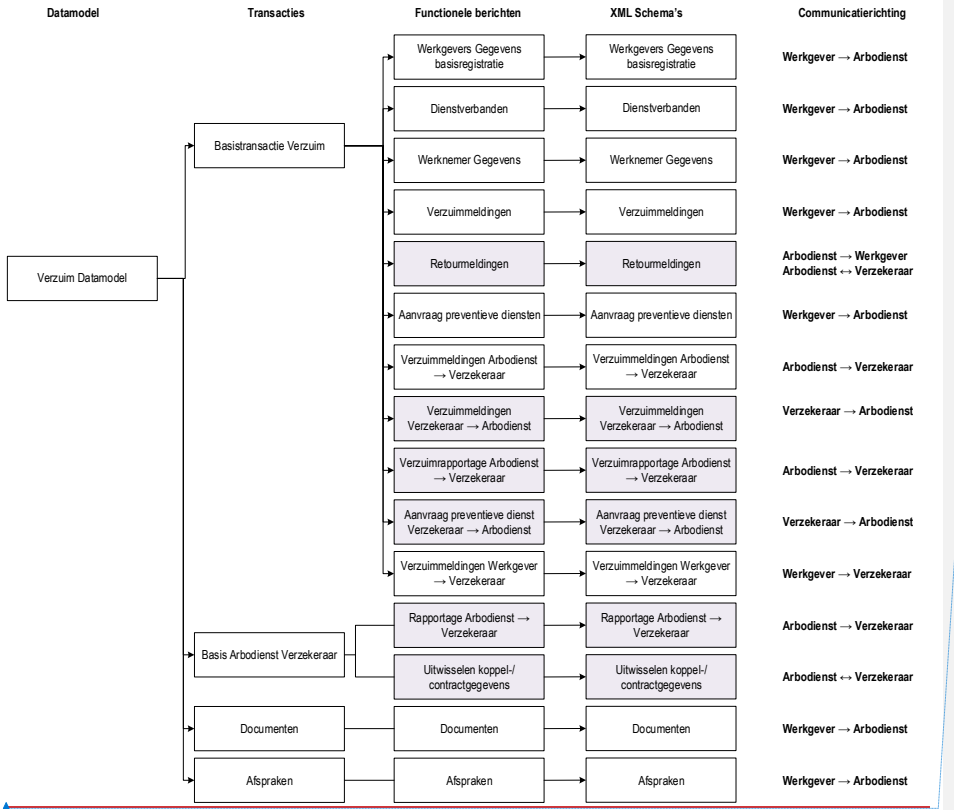 Datamodel
Transacties
Functionele berichten
XML Schema's
Communicatierichting
Werkgevers Gegevens
basisregistratie
Werkgevers Gegevens
basisregistratie
Werkgever → Arbodienst
Dienstverbanden
Dienstverbanden
Werkgever → Arbodienst
Basistransactie Verzuim
Werknemer Gegevens
Werknemer Gegevens
Werkgever → Arbodienst
Verzuimmeldingen
Verzuimmeldingen
Werkgever → Arbodienst
Verzuim Datamodel
Retourmeldingen
Retourmeldingen
Arbodienst → Werkgever
Arbodienst ↔ Verzekeraar
Aanvraag preventieve diensten
Aanvraag preventieve diensten
Werkgever → Arbodienst
Verzuimmeldingen Arbodienst
→ Verzekeraar
Verzuimmeldingen Arbodienst
→ Verzekeraar
Arbodienst → Verzekeraar
Verzuimmeldingen
Verzekeraar → Arbodienst
Verzuimmeldingen
Verzekeraar → Arbodienst
Verzekeraar → Arbodienst
Verzuimrapportage Arbodienst
→ Verzekeraar
Verzuimrapportage Arbodienst
→ Verzekeraar
Arbodienst → Verzekeraar
Aanvraag preventieve dienst
Verzekeraar → Arbodienst
Aanvraag preventieve dienst
Verzekeraar → Arbodienst
Verzekeraar → Arbodienst
Verzuimmeldingen Werkgever
→ Verzekeraar
Verzuimmeldingen Werkgever
→ Verzekeraar
Werkgever → Verzekeraar
Basis Arbodienst Verzekeraar
Rapportage Arbodienst →
Verzekeraar
Rapportage Arbodienst →
Verzekeraar
Arbodienst → Verzekeraar
Uitwisselen koppel-/
contractgegevens
Uitwisselen koppel-/
contractgegevens
Arbodienst ↔ Verzekeraar
Documenten
Documenten
Documenten
Werkgever → Arbodienst
Afspraken
Afspraken
Afspraken
Werkgever → Arbodienst